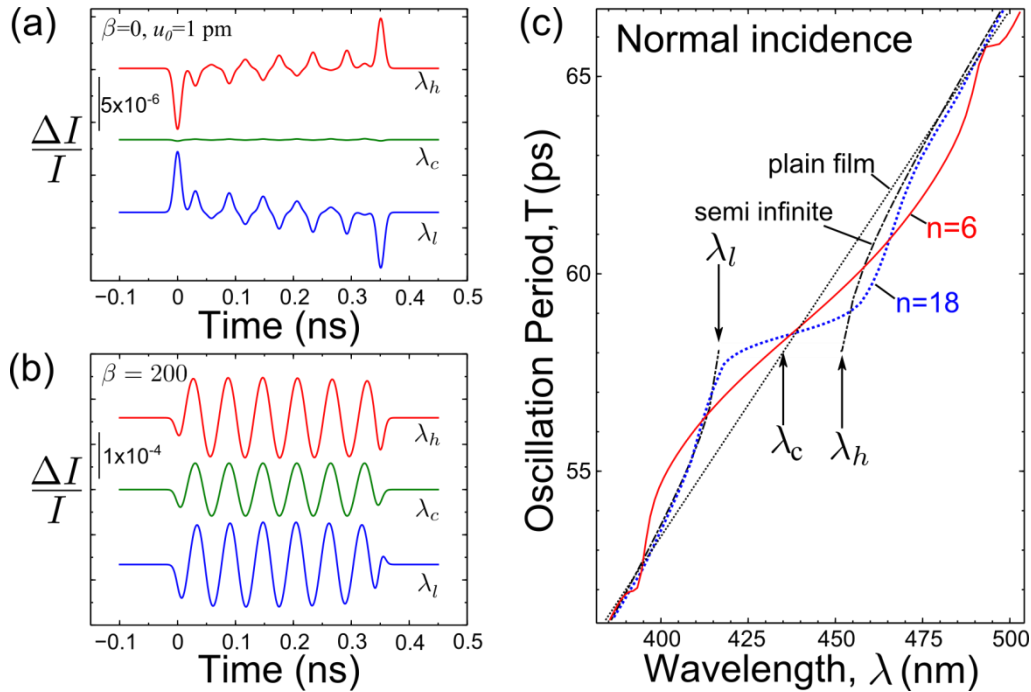 (a)
β=0, u₀=1 pm
λh
5x10⁻⁶
ΔI
I
λc
λl
−0.1 0 0.1 0.2 0.3 0.4 0.5
Time (ns)
(b)
β = 200
λh
1x10⁻⁴
ΔI
I
λc
λl
−0.1 0 0.1 0.2 0.3 0.4 0.5
Time (ns)
(c)
Normal incidence
Oscillation Period, T (ps)
65
60
55
plain film
semi infinite
λl
n=6
n=18
λc
λh
400 425 450 475 500
Wavelength, λ (nm)